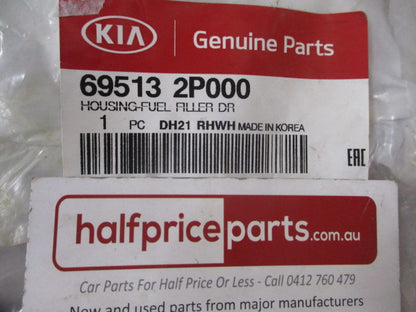 KIA Genuine Parts
69513 2P000
HOUSING-FUEL FILLER DR
1 PC DH21 RHWH MADE IN KOREA
EAC
halfpriceparts.com.au
Car Parts For Half Price Or Less - Call 0412 760 479
New and used parts from major manufacturers